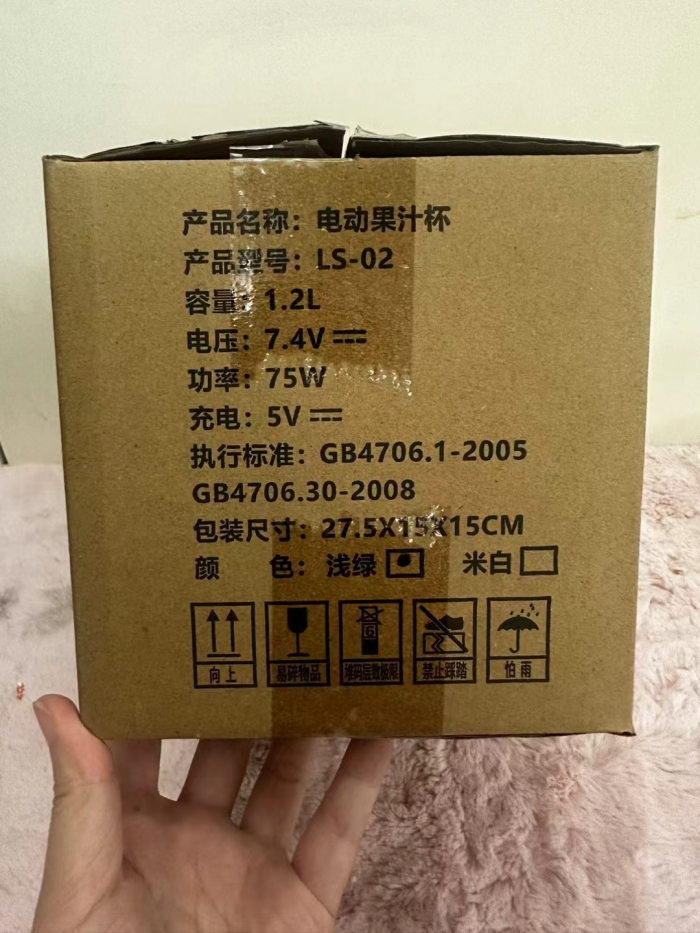 产品名称：电动果汁杯
产品型号：LS-02
容量：1.2L
电压：7.4V
功率：75W
充电：5V
执行标准：GB4706.1-2005
GB4706.30-2008
包装尺寸：27.5X15X15CM
颜 色：浅绿 米白
向上 易碎物品 堆码层数极限 禁止踩踏 怕雨
6